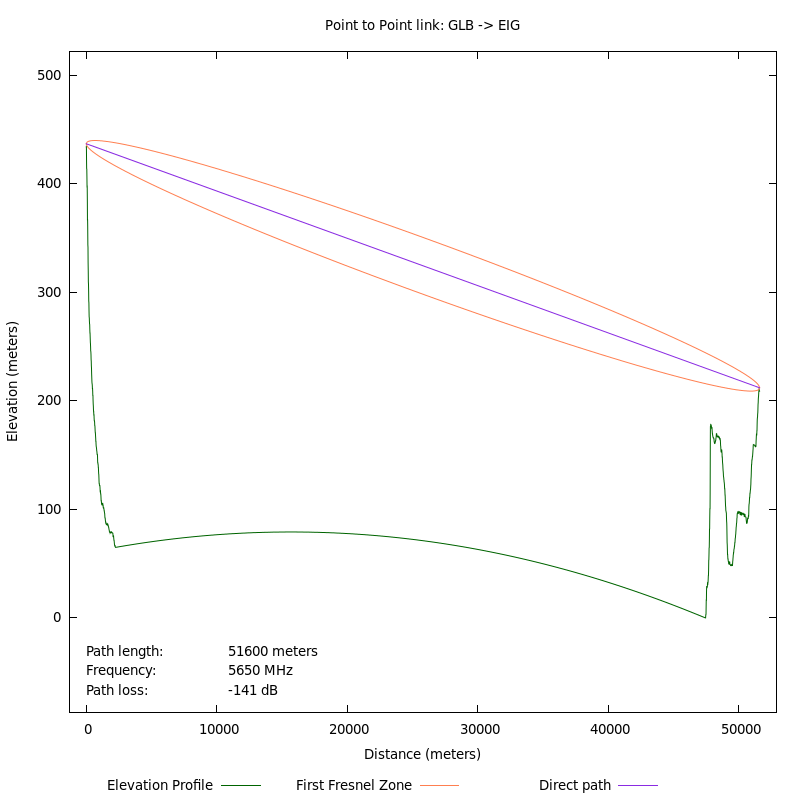 Point to Point link: GLB -> EIG
500
400
300
200
100
0
Elevation (meters)
Path length: 51600 meters
Frequency: 5650 MHz
Path loss: -141 dB
0 10000 20000 30000 40000 50000
Distance (meters)
Elevation Profile First Fresnel Zone Direct path